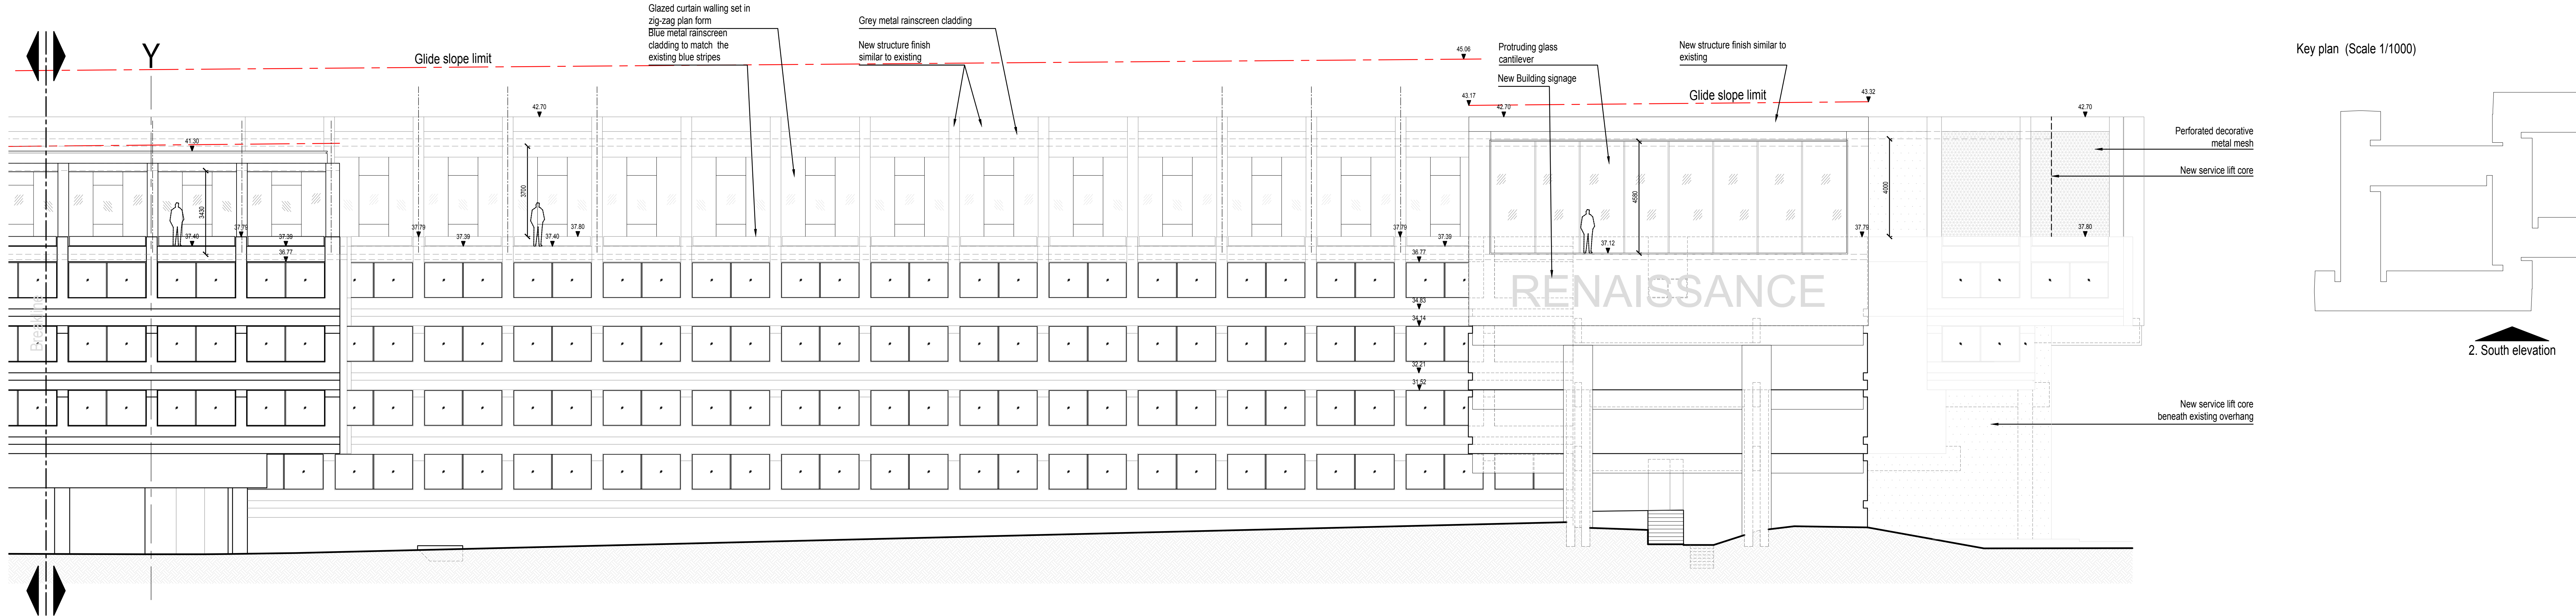 Glazed curtain walling set in
zig-zag plan form
Blue metal rainscreen
cladding to match the
existing blue stripes
Grey metal rainscreen cladding
New structure finish
similar to existing
Protruding glass
cantilever
New Building signage
New structure finish similar to
existing
Key plan (Scale 1/1000)
Y
Glide slope limit
45.06
43.17
42.70
Glide slope limit
43.32
42.70
42.70
41.30
Perforated decorative
metal mesh
New service lift core
3430
3700
4580
4000
37.40
37.79
37.39
36.77
37.79
37.39
37.40
37.80
37.79
37.39
37.12
37.79
37.80
36.77
34.83
34.14
32.21
31.52
RENAISSANCE
Breakline
2. South elevation
New service lift core
beneath existing overhang